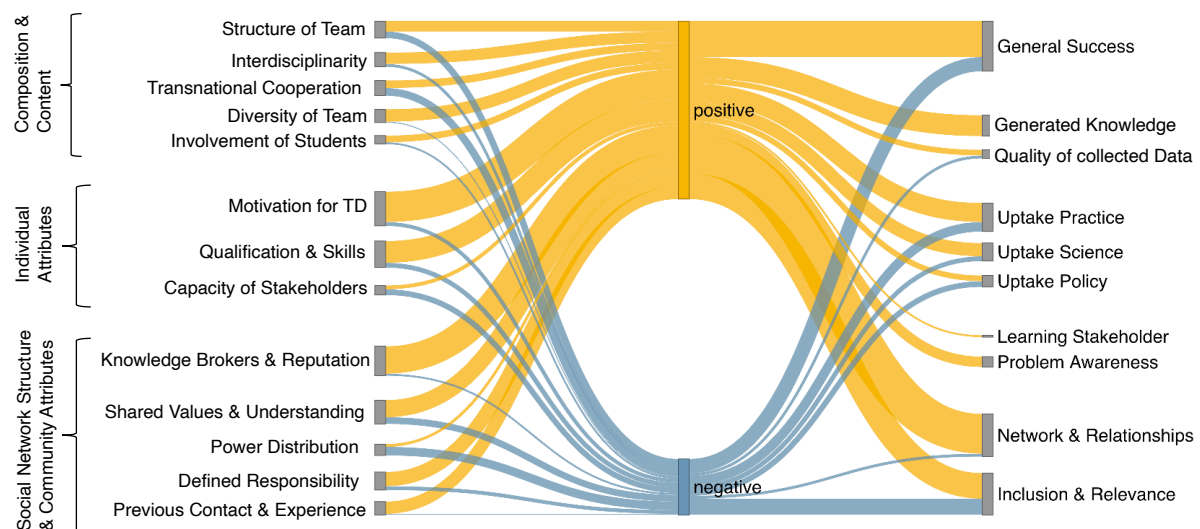 Composition &
Content
Structure of Team
Interdisciplinarity
Transnational Cooperation
Diversity of Team
Involvement of Students
Individual
Attributes
Motivation for TD
Qualification & Skills
Capacity of Stakeholders
Social Network Structure
& Community Attributes
Knowledge Brokers & Reputation
Shared Values & Understanding
Power Distribution
Defined Responsibility
Previous Contact & Experience
positive
negative
General Success
Generated Knowledge
Quality of collected Data
Uptake Practice
Uptake Science
Uptake Policy
Learning Stakeholder
Problem Awareness
Network & Relationships
Inclusion & Relevance